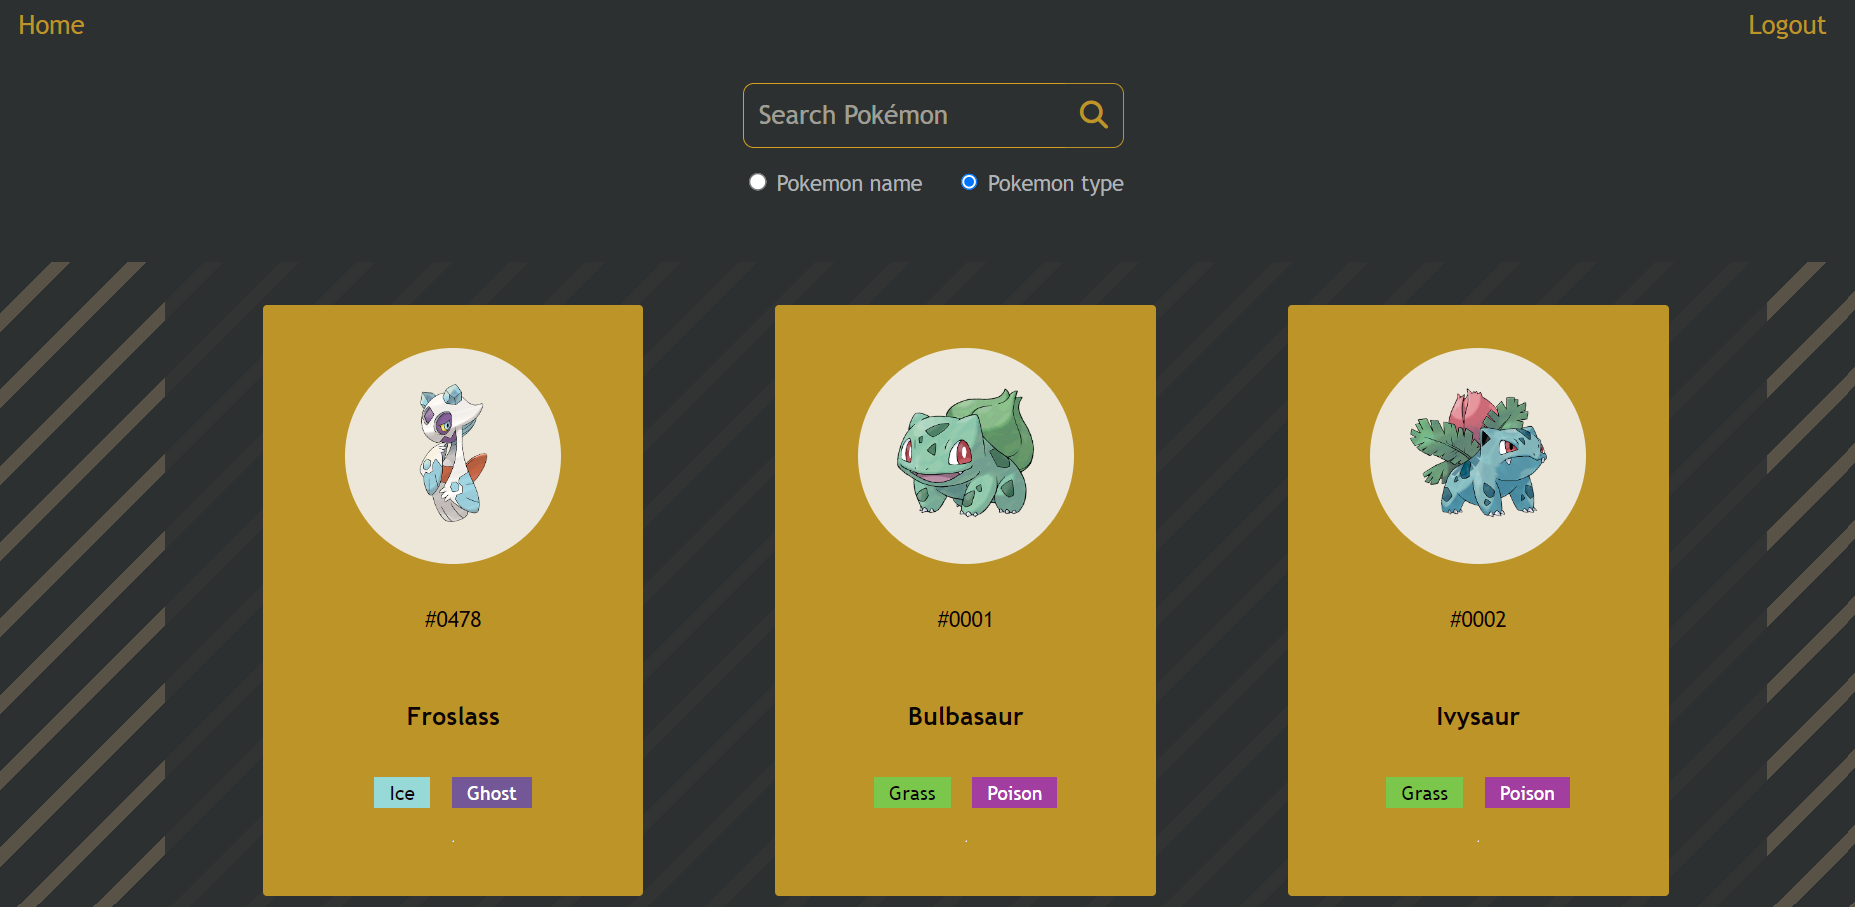 Home
Logout
Search Pokémon
Pokemon name
Pokemon type
#0478
Froslass
Ice
Ghost
.
#0001
Bulbasaur
Grass
Poison
.
#0002
Ivysaur
Grass
Poison
.